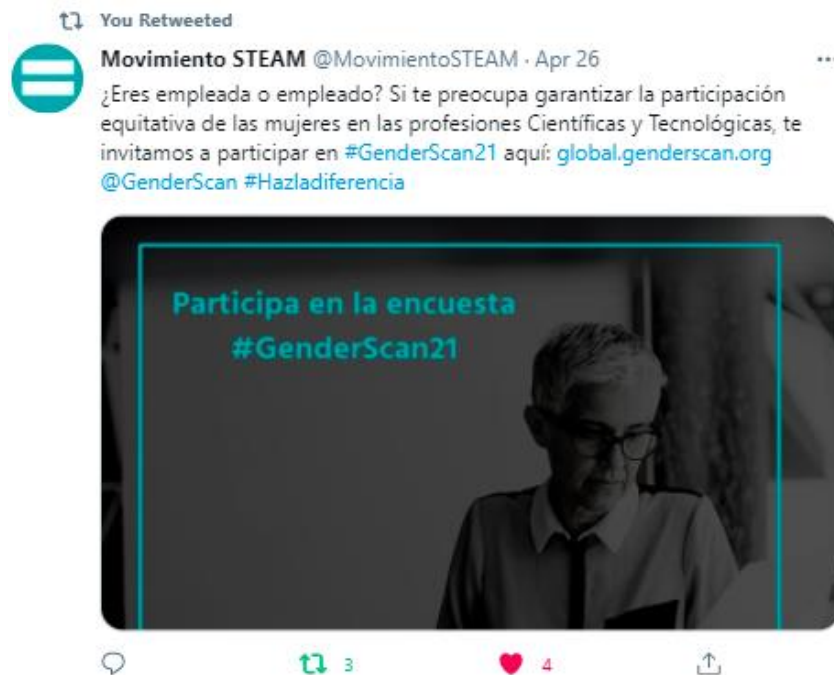 You Retweeted
Movimiento STEAM @MovimientoSTEAM · Apr 26
¿Eres empleada o empleado? Si te preocupa garantizar la participación
equitativa de las mujeres en las profesiones Científicas y Tecnológicas, te
invitamos a participar en #GenderScan21 aquí: global.genderscan.org
@GenderScan #Hazladiferencia
Participa en la encuesta
#GenderScan21
3 4